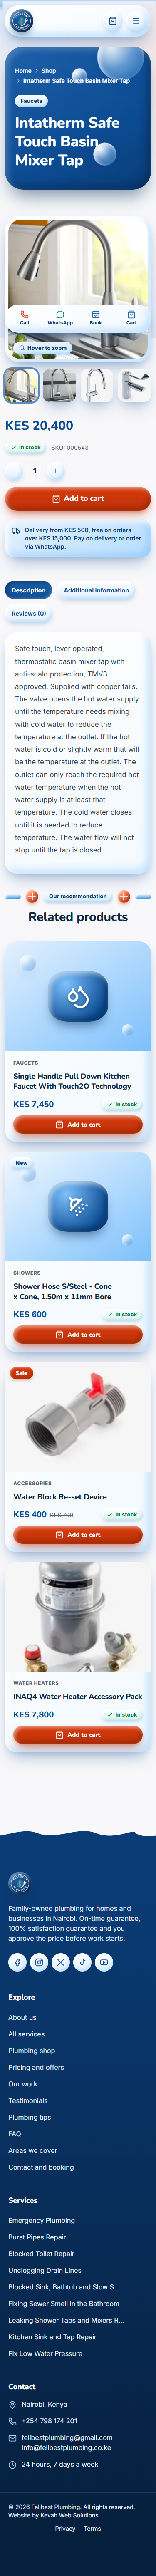 Home > Shop
> Intatherm Safe Touch Basin Mixer Tap
Faucets
Intatherm Safe
Touch Basin
Mixer Tap
Call
WhatsApp
Book
Cart
Hover to zoom
KES 20,400
In stock
SKU: 000543
1
Add to cart
Delivery from KES 500, free on orders
over KES 15,000. Pay on delivery or order
via WhatsApp.
Description
Additional information
Reviews (0)
Safe touch, lever operated,
thermostatic basin mixer tap with
anti-scald protection, TMV3
approved. Supplied with copper tails.
The valve opens the hot water supply
until the temperature needs mixing
with cold water to reduce the
temperature at the outlet. If the hot
water is cold or slightly warm that will
be the temperature at the outlet. The
outlet can only reach the required hot
water temperature when the hot
water supply is at least that
temperature. The cold water closes
until it is needed to reduce
temperature. The water flow will not
stop until the tap is closed.
Our recommendation
Related products
FAUCETS
Single Handle Pull Down Kitchen
Faucet With Touch2O Technology
KES 7,450
In stock
Add to cart
New
SHOWERS
Shower Hose S/Steel - Cone
x Cone, 1.50m x 11mm Bore
KES 600
In stock
Add to cart
Sale
ACCESSORIES
Water Block Re-set Device
KES 400 KES 700
In stock
Add to cart
WATER HEATERS
INAQ4 Water Heater Accessory Pack
KES 7,800
In stock
Add to cart
Family-owned plumbing for homes and
businesses in Nairobi. On-time guarantee,
100% satisfaction guarantee and you
approve the price before work starts.
Explore
About us
All services
Plumbing shop
Pricing and offers
Our work
Testimonials
Plumbing tips
FAQ
Areas we cover
Contact and booking
Services
Emergency Plumbing
Burst Pipes Repair
Blocked Toilet Repair
Unclogging Drain Lines
Blocked Sink, Bathtub and Slow S...
Fixing Sewer Smell in the Bathroom
Leaking Shower Taps and Mixers R...
Kitchen Sink and Tap Repair
Fix Low Water Pressure
Contact
Nairobi, Kenya
+254 798 174 201
felibestplumbing@gmail.com
info@felibestplumbing.co.ke
24 hours, 7 days a week
© 2026 Felibest Plumbing. All rights reserved.
Website by Kevah Web Solutions.
Privacy
Terms